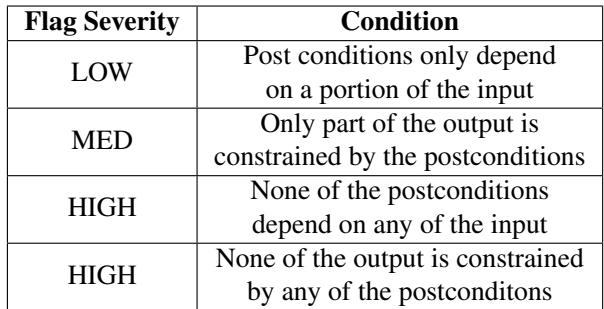 Flag Severity Condition
LOW Post conditions only depend
on a portion of the input
MED Only part of the output is
constrained by the postconditions
HIGH None of the postconditions
depend on any of the input
HIGH None of the output is constrained
by any of the postconditons